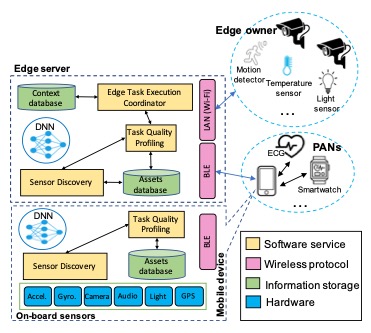 Edge server
Context
database
Edge Task Execution
Coordinator
DNN
Task Quality
Profiling
Sensor Discovery
Assets
database
LAN (Wi-Fi)
BLE
Edge owner
Motion
detector
Temperature
sensor
Light
sensor
...
PANs
ECG
Smartwatch
...
DNN
Task Quality
Profiling
Sensor Discovery
Assets
database
BLE
Mobile device
Accel.
Gyro.
Camera
Audio
Light
GPS
On-board sensors
Software service
Wireless protocol
Information storage
Hardware